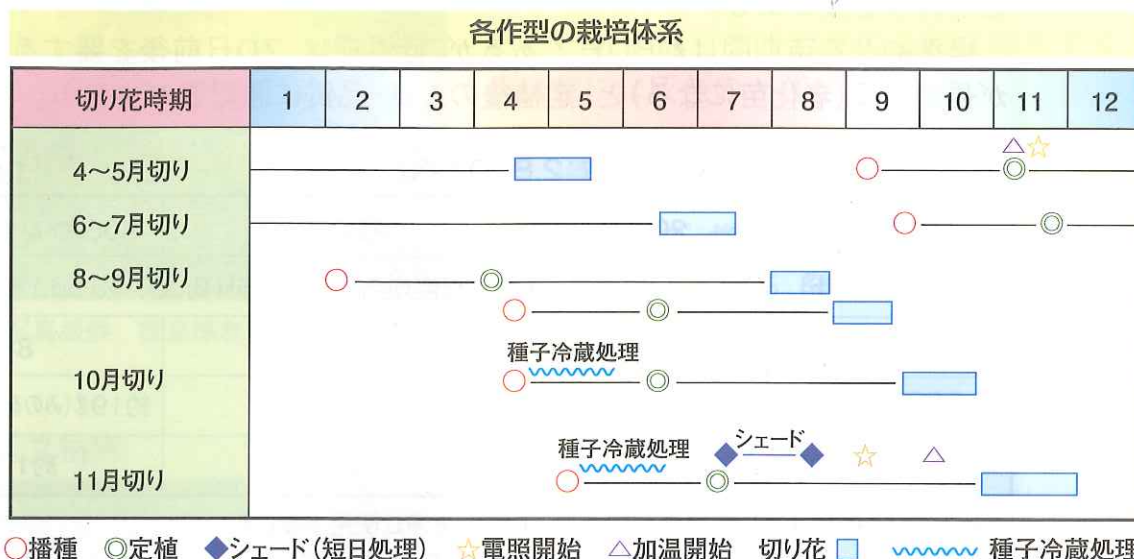 各作型の栽培体系
切り花時期 1 2 3 4 5 6 7 8 9 10 11 12
4〜5月切り
6〜7月切り
8〜9月切り
種子冷蔵処理
10月切り
種子冷蔵処理 シェード
11月切り
○播種 ◎定植 ◆シェード(短日処理) ☆電照開始 △加温開始 切り花 種子冷蔵処理